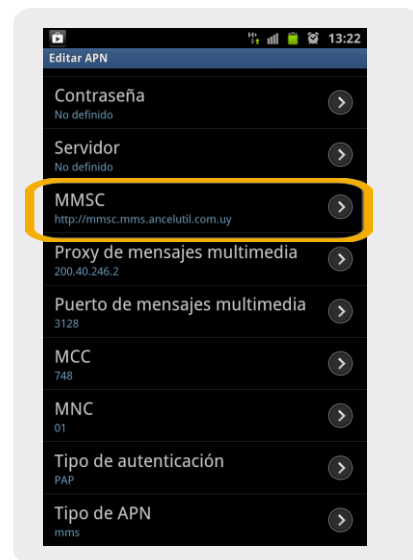 13:22
Editar APN
Contraseña
No definido
Servidor
No definido
MMSC
http://mmsc.mms.ancelutil.com.uy
Proxy de mensajes multimedia
200.40.246.2
Puerto de mensajes multimedia
3128
MCC
748
MNC
01
Tipo de autenticación
PAP
Tipo de APN
mms